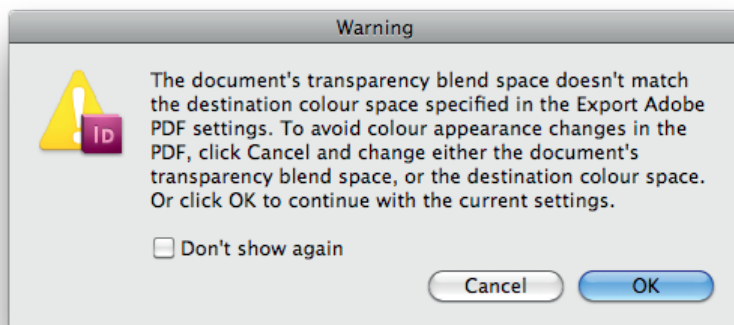 Warning
The document's transparency blend space doesn't match
the destination colour space specified in the Export Adobe
PDF settings. To avoid colour appearance changes in the
PDF, click Cancel and change either the document's
transparency blend space, or the destination colour space.
Or click OK to continue with the current settings.
ID
Don't show again
Cancel
OK